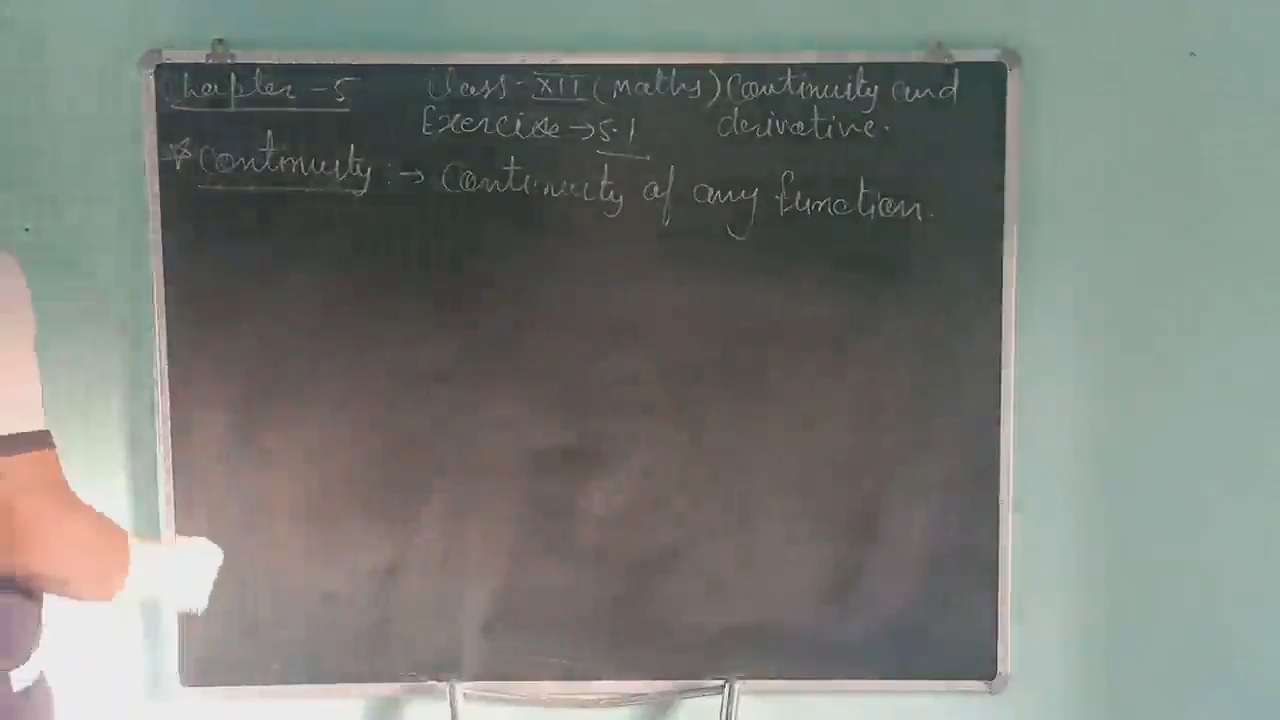 Chapter - 5 Class - XII (Maths) Continuity and
Exercise → 5.1 derivative.
* Continuity : → Continuity of any function.